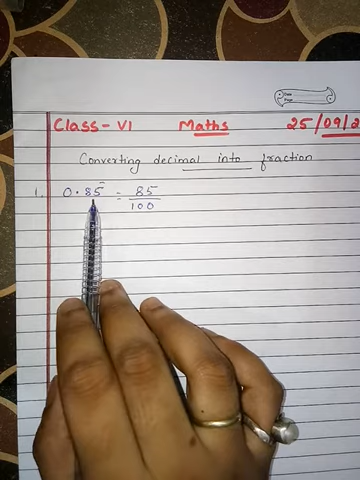 Date
Page
Class-VI Maths 25/09/2
Converting decimal into fraction
1. 0.85 = 85
100